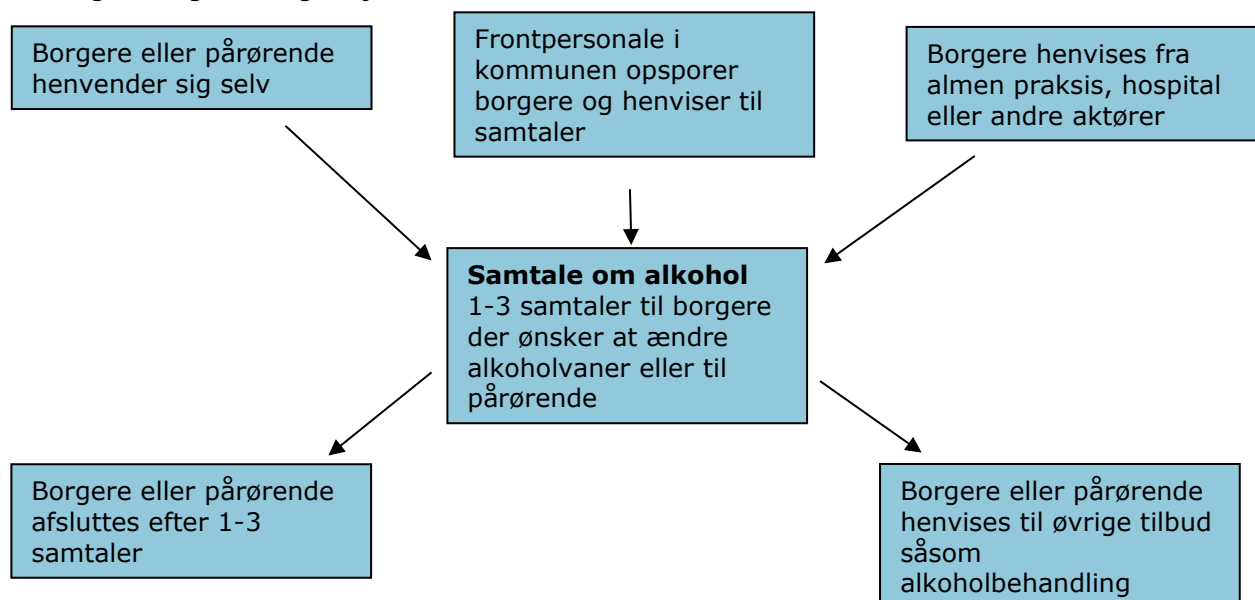 Borgere eller pårørende
henvender sig selv
Frontpersonale i
kommunen opsporer
borgere og henviser til
samtaler
Borgere henvises fra
almen praksis, hospital
eller andre aktører
Samtale om alkohol
1-3 samtaler til borgere
der ønsker at ændre
alkoholvaner eller til
pårørende
Borgere eller pårørende
afsluttes efter 1-3
samtaler
Borgere eller pårørende
henvises til øvrige tilbud
såsom
alkoholbehandling